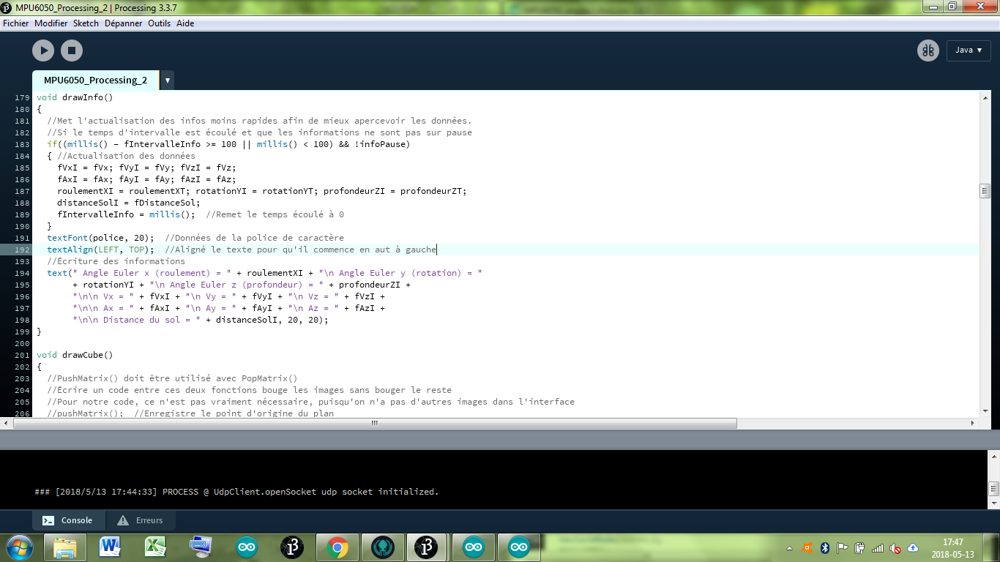 MPU6050_Processing_2 | Processing 3.3.7
Fichier Modifier Sketch Dépanner Outils Aide
Java ▾
MPU6050_Processing_2
179 void drawInfo()
180 {
181 //Met l'actualisation des infos moins rapides afin de mieux apercevoir les données.
182 //Si le temps d'intervalle est écoulé et que les informations ne sont pas sur pause
183 if((millis() - fIntervalleInfo >= 100 || millis() < 100) && !infoPause)
184 { //Actualisation des données
185 fVxI = fVx; fVyI = fVy; fVzI = fVz;
186 fAxI = fAx; fAyI = fAy; fAzI = fAz;
187 roulementXI = roulementXT; rotationYI = rotationYT; profondeurZI = profondeurZT;
188 distanceSolI = fDistanceSol;
189 fIntervalleInfo = millis(); //Remet le temps écoulé à 0
190 }
191 textFont(police, 20); //Données de la police de caractère
192 textAlign(LEFT, TOP); //Aligné le texte pour qu'il commence en aut à gauche
193 //Écriture des informations
194 text(" Angle Euler x (roulement) = " + roulementXI + "\n Angle Euler y (rotation) = "
195 + rotationYI + "\n Angle Euler z (profondeur) = " + profondeurZI +
196 "\n\n Vx = " + fVxI + "\n Vy = " + fVyI + "\n Vz = " + fVzI +
197 "\n\n Ax = " + fAxI + "\n Ay = " + fAyI + "\n Az = " + fAzI +
198 "\n\n Distance du sol = " + distanceSolI, 20, 20);
199 }
200
201 void drawCube()
202 {
203 //PushMatrix() doit être utilisé avec PopMatrix()
204 //Écrire un code entre ces deux fonctions bouge les images sans bouger le reste
205 //Pour notre code, ce n'est pas vraiment nécessaire, puisqu'on n'a pas d'autres images dans l'interface
206 //pushMatrix(); //Enregistre le point d'origine du plan
### [2018/5/13 17:44:33] PROCESS @ UdpClient.openSocket udp socket initialized.
Console Erreurs
17:47
2018-05-13